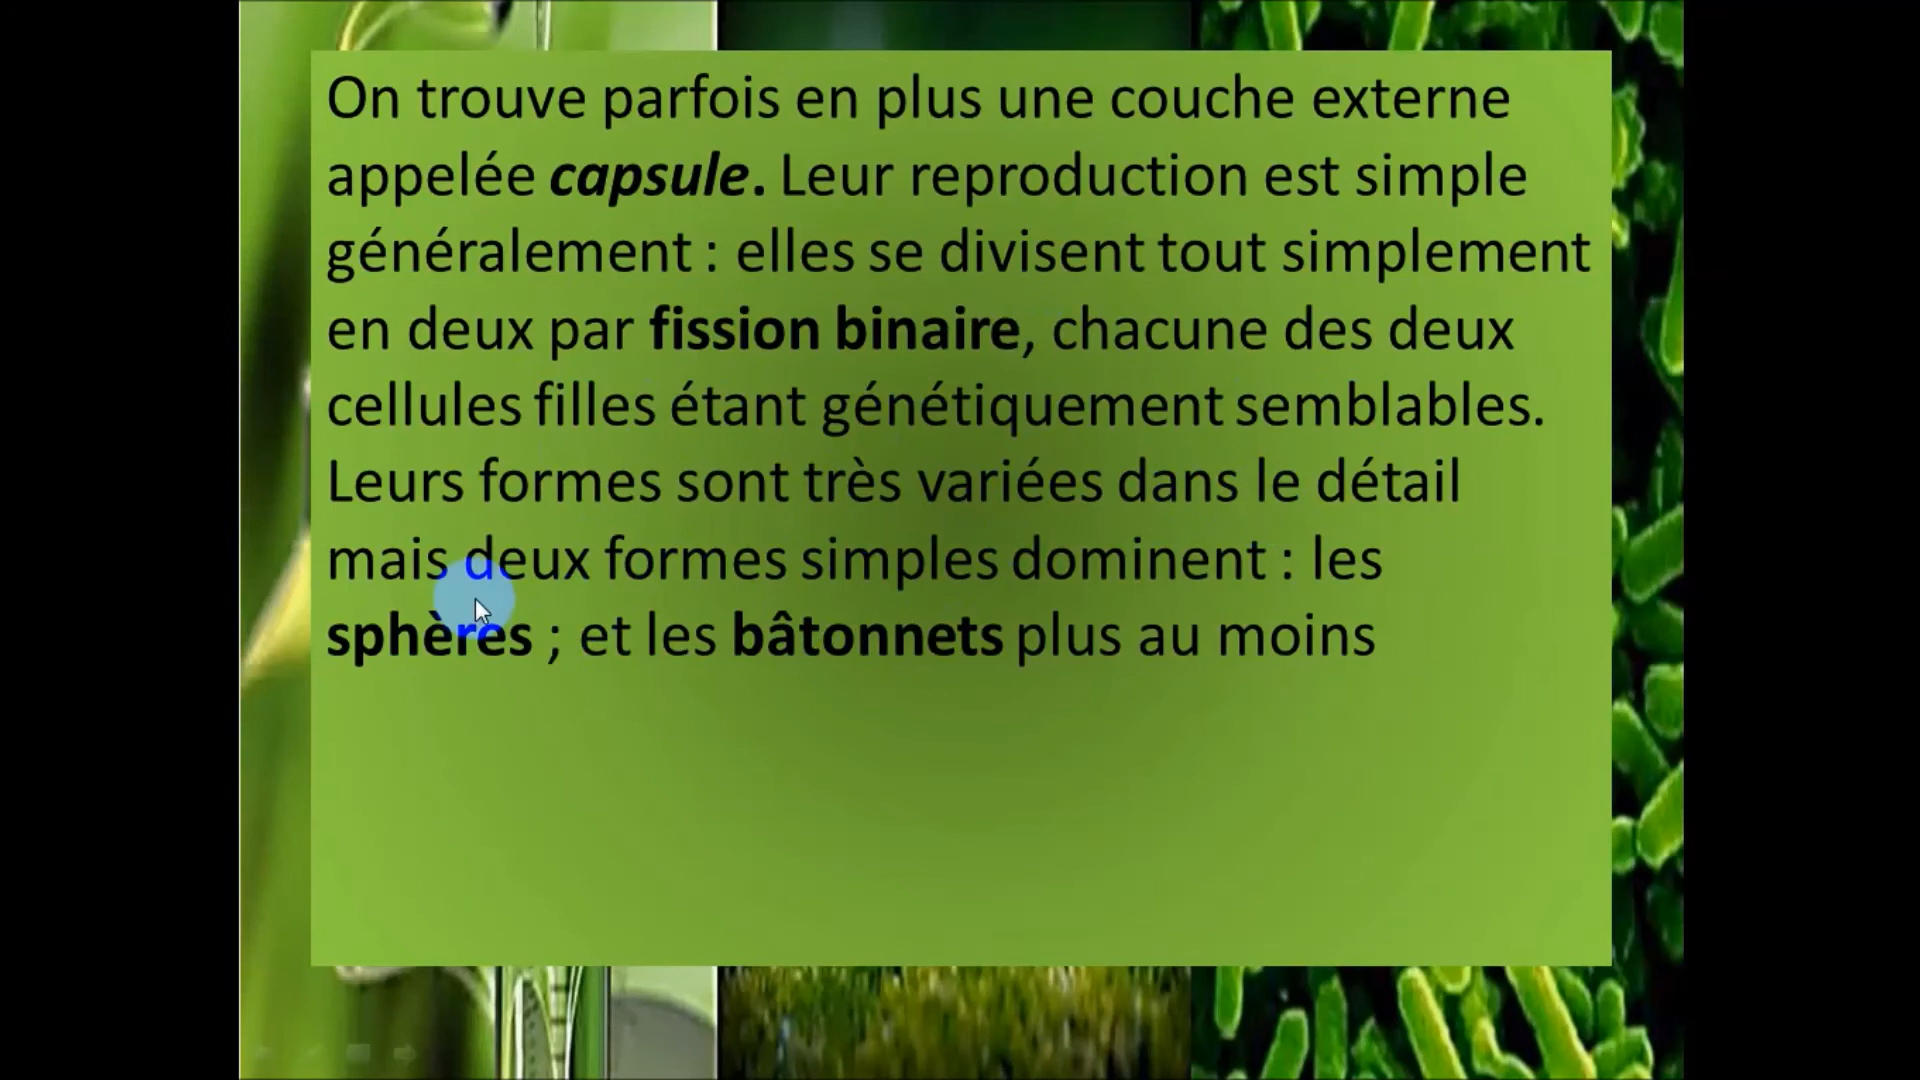 On trouve parfois en plus une couche externe
appelée capsule. Leur reproduction est simple
généralement : elles se divisent tout simplement
en deux par fission binaire, chacune des deux
cellules filles étant génétiquement semblables.
Leurs formes sont très variées dans le détail
mais deux formes simples dominent : les
sphères ; et les bâtonnets plus au moins